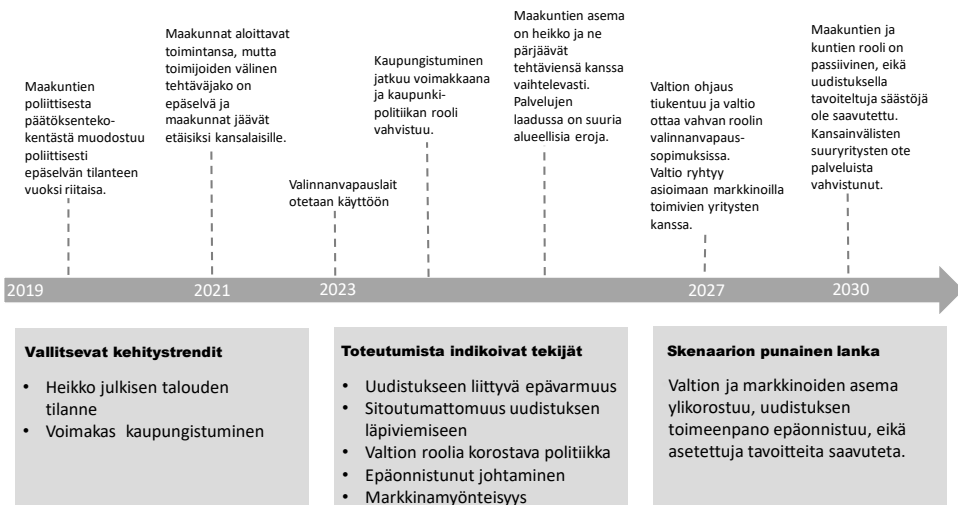 Maakuntien
poliittisesta
päätöksenteko-
kentästä muodostuu
poliittisesti
epäselvän tilanteen
vuoksi riitaisa.
Maakunnat aloittavat
toimintansa, mutta
toimijoiden välinen
tehtäväjako on
epäselvä ja
maakunnat jäävät
etäisiksi kansalaisille.
Valinnanvapauslait
otetaan käyttöön
Kaupungistuminen
jatkuu voimakkaana
ja kaupunki-
politiikan rooli
vahvistuu.
Maakuntien asema
on heikko ja ne
pärjäävät
tehtäviensä kanssa
vaihtelevasti.
Palvelujen
laadussa on suuria
alueellisia eroja.
Valtion ohjaus
tiukentuu ja valtio
ottaa vahvan roolin
valinnanvapaus-
sopimuksissa.
Valtio ryhtyy
asioimaan markkinoilla
toimivien yritysten
kanssa.
Maakuntien ja
kuntien rooli on
passiivinen, eikä
uudistuksella
tavoiteltuja säästöjä
ole saavutettu.
Kansainvälisten
suuryritysten ote
palveluista
vahvistunut.
2019
2021
2023
2027
2030
Vallitsevat kehitystrendit
• Heikko julkisen talouden
tilanne
• Voimakas kaupungistuminen
Toteutumista indikoivat tekijät
• Uudistukseen liittyvä epävarmuus
• Sitoutumattomuus uudistuksen
läpiviemiseen
• Valtion roolia korostava politiikka
• Epäonnistunut johtaminen
• Markkinamyönteisyys
Skenaarion punainen lanka
Valtion ja markkinoiden asema
ylikorostuu, uudistuksen
toimeenpano epäonnistuu, eikä
asetettuja tavoitteita saavuteta.